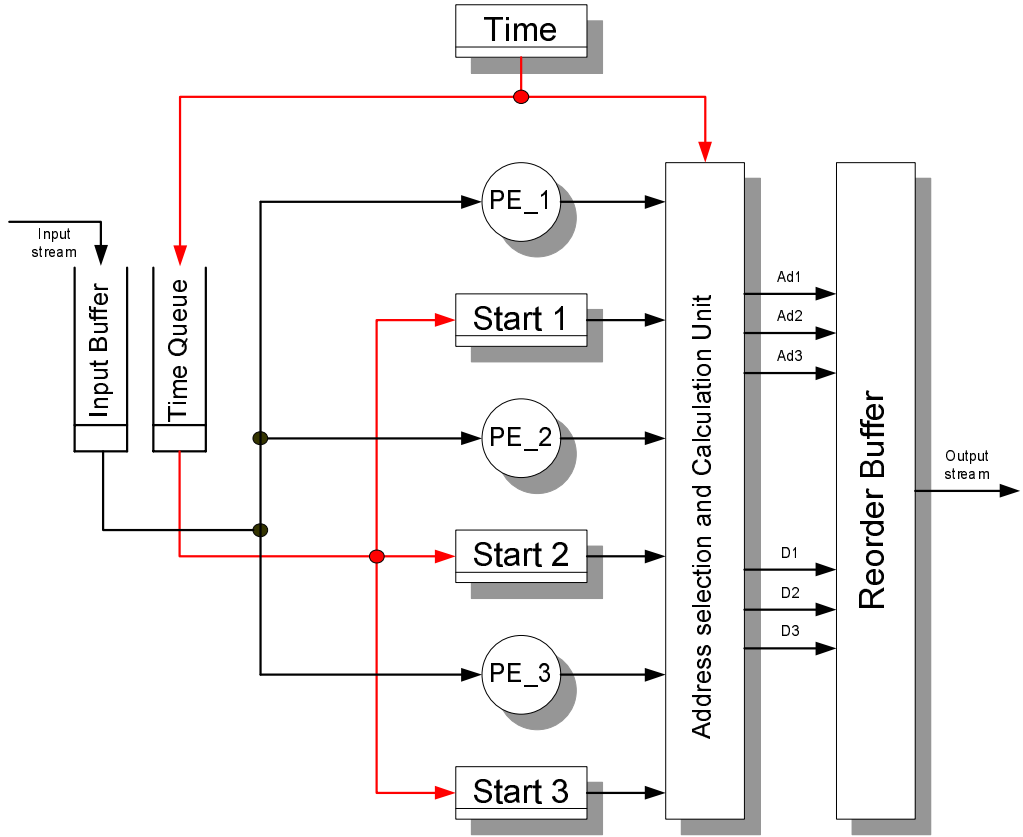 Time
PE_1
Input
stream
Input Buffer
Time Queue
Start 1
PE_2
Start 2
PE_3
Start 3
Address selection and Calculation Unit
Ad1
Ad2
Ad3
D1
D2
D3
Reorder Buffer
Output
stream